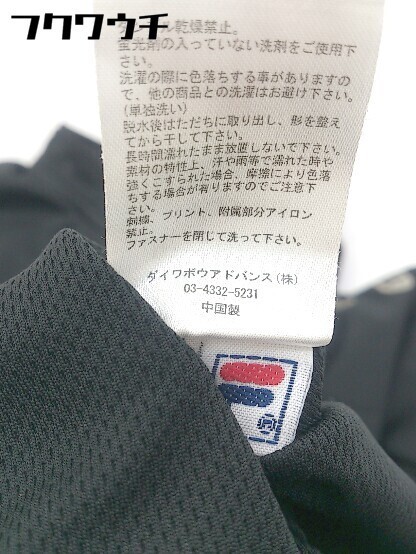 フクワウチ
ル乾燥禁止。
蛍光剤の入っていない洗剤をご使用下さい。
洗濯の際に色落ちする事がありますの
で、他の商品との洗濯はお避け下さい。
(単独洗い)
脱水後はただちに取り出し、形を整え
てから干して下さい。
長時間濡れたまま放置しないで下さい。
素材の特性上、汗や雨等で濡れた時や
強くこすられた場合、摩擦により色落
ちする場合が有りますのでご注意下
さい。
刺繍、プリント、附属部分アイロン
禁止。
ファスナーを閉じて洗って下さい。
ダイワボウアドバンス(株)
03-4332-5231
中国製